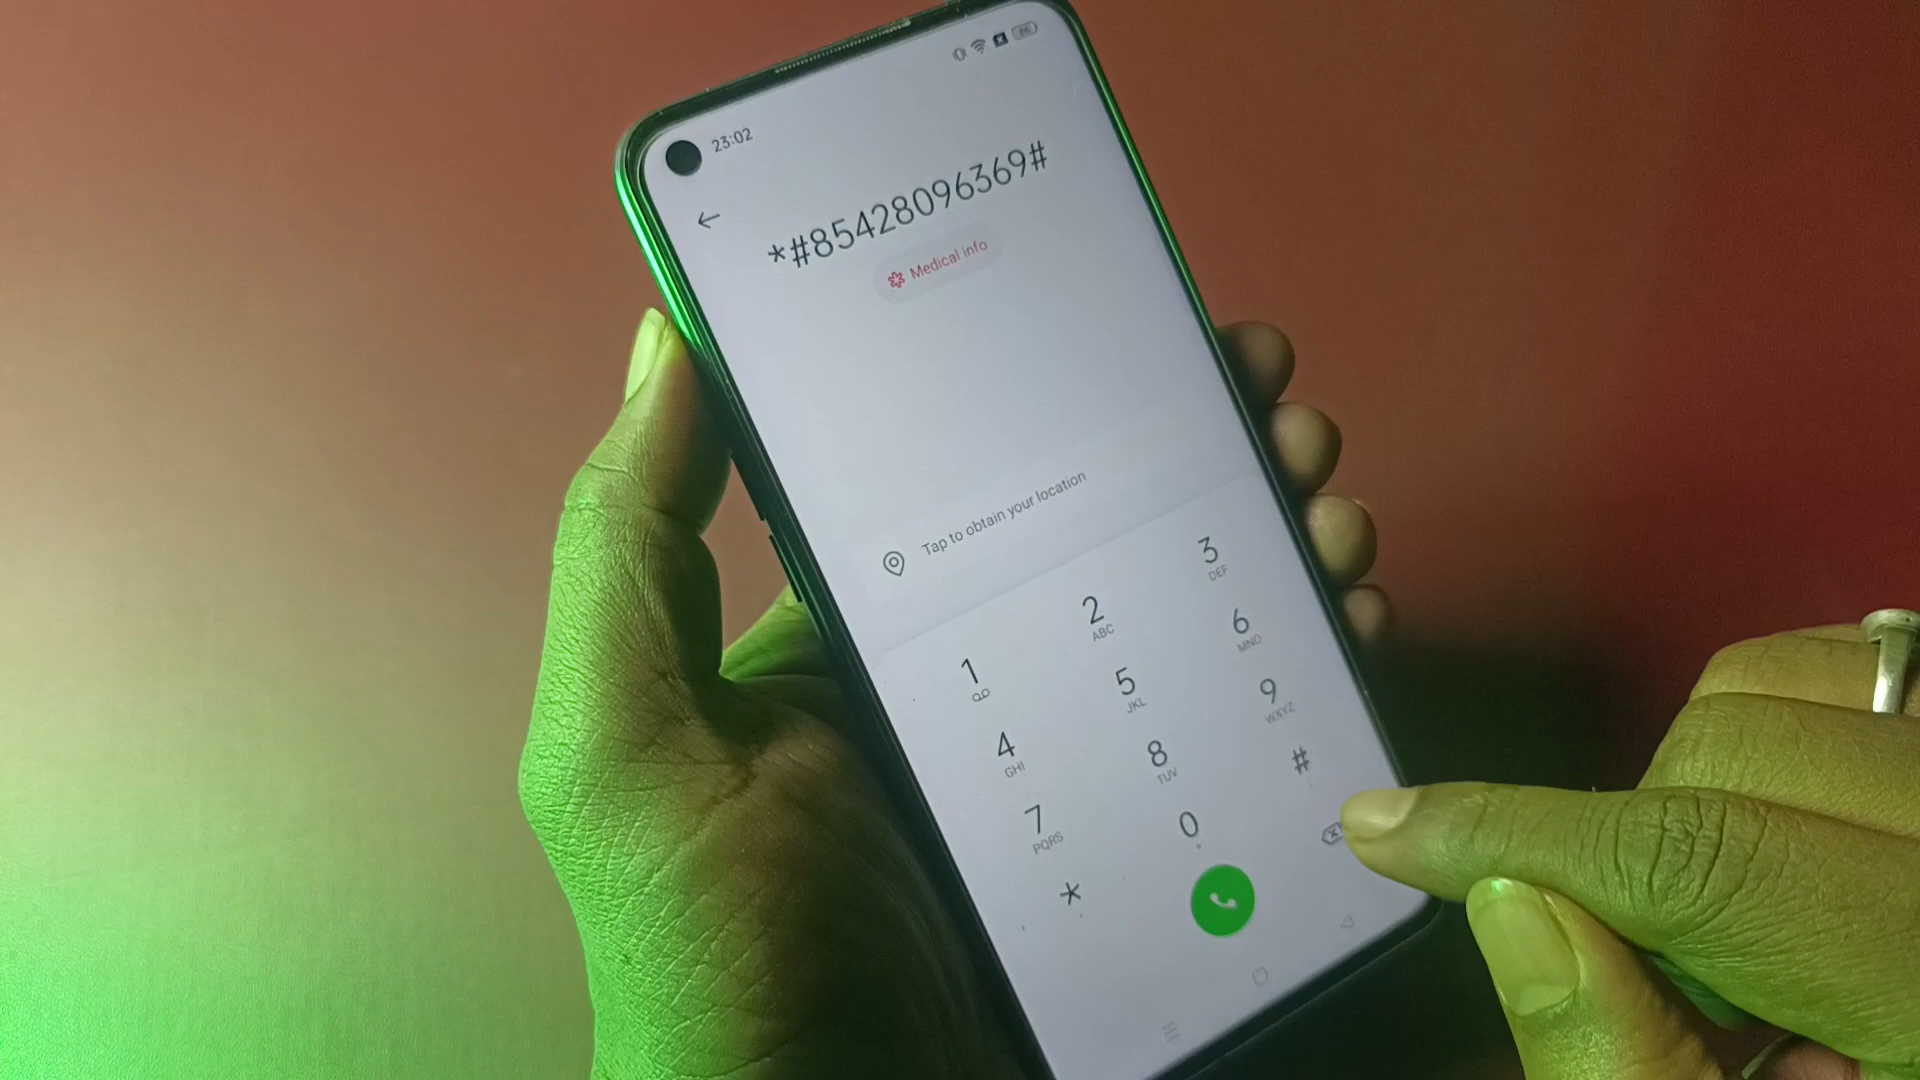 23:02
*#85428096369#
Medical info
Tap to obtain your location
1
2 ABC
3 DEF
4 GHI
5 JKL
6 MNO
7 PQRS
8 TUV
9 WXYZ
*
0 +
#